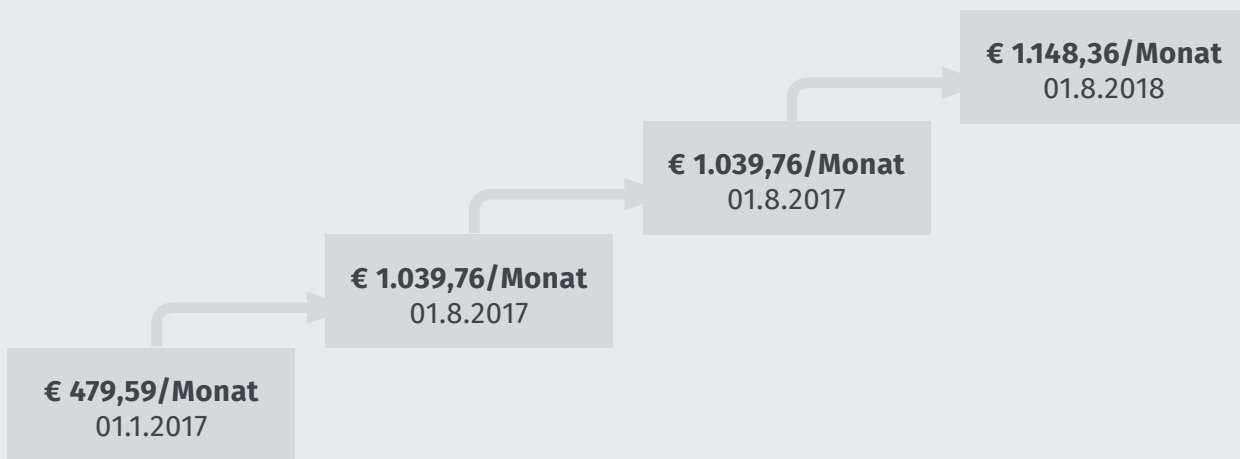 € 1.148,36/Monat
01.8.2018
€ 1.039,76/Monat
01.8.2017
€ 1.039,76/Monat
01.8.2017
€ 479,59/Monat
01.1.2017